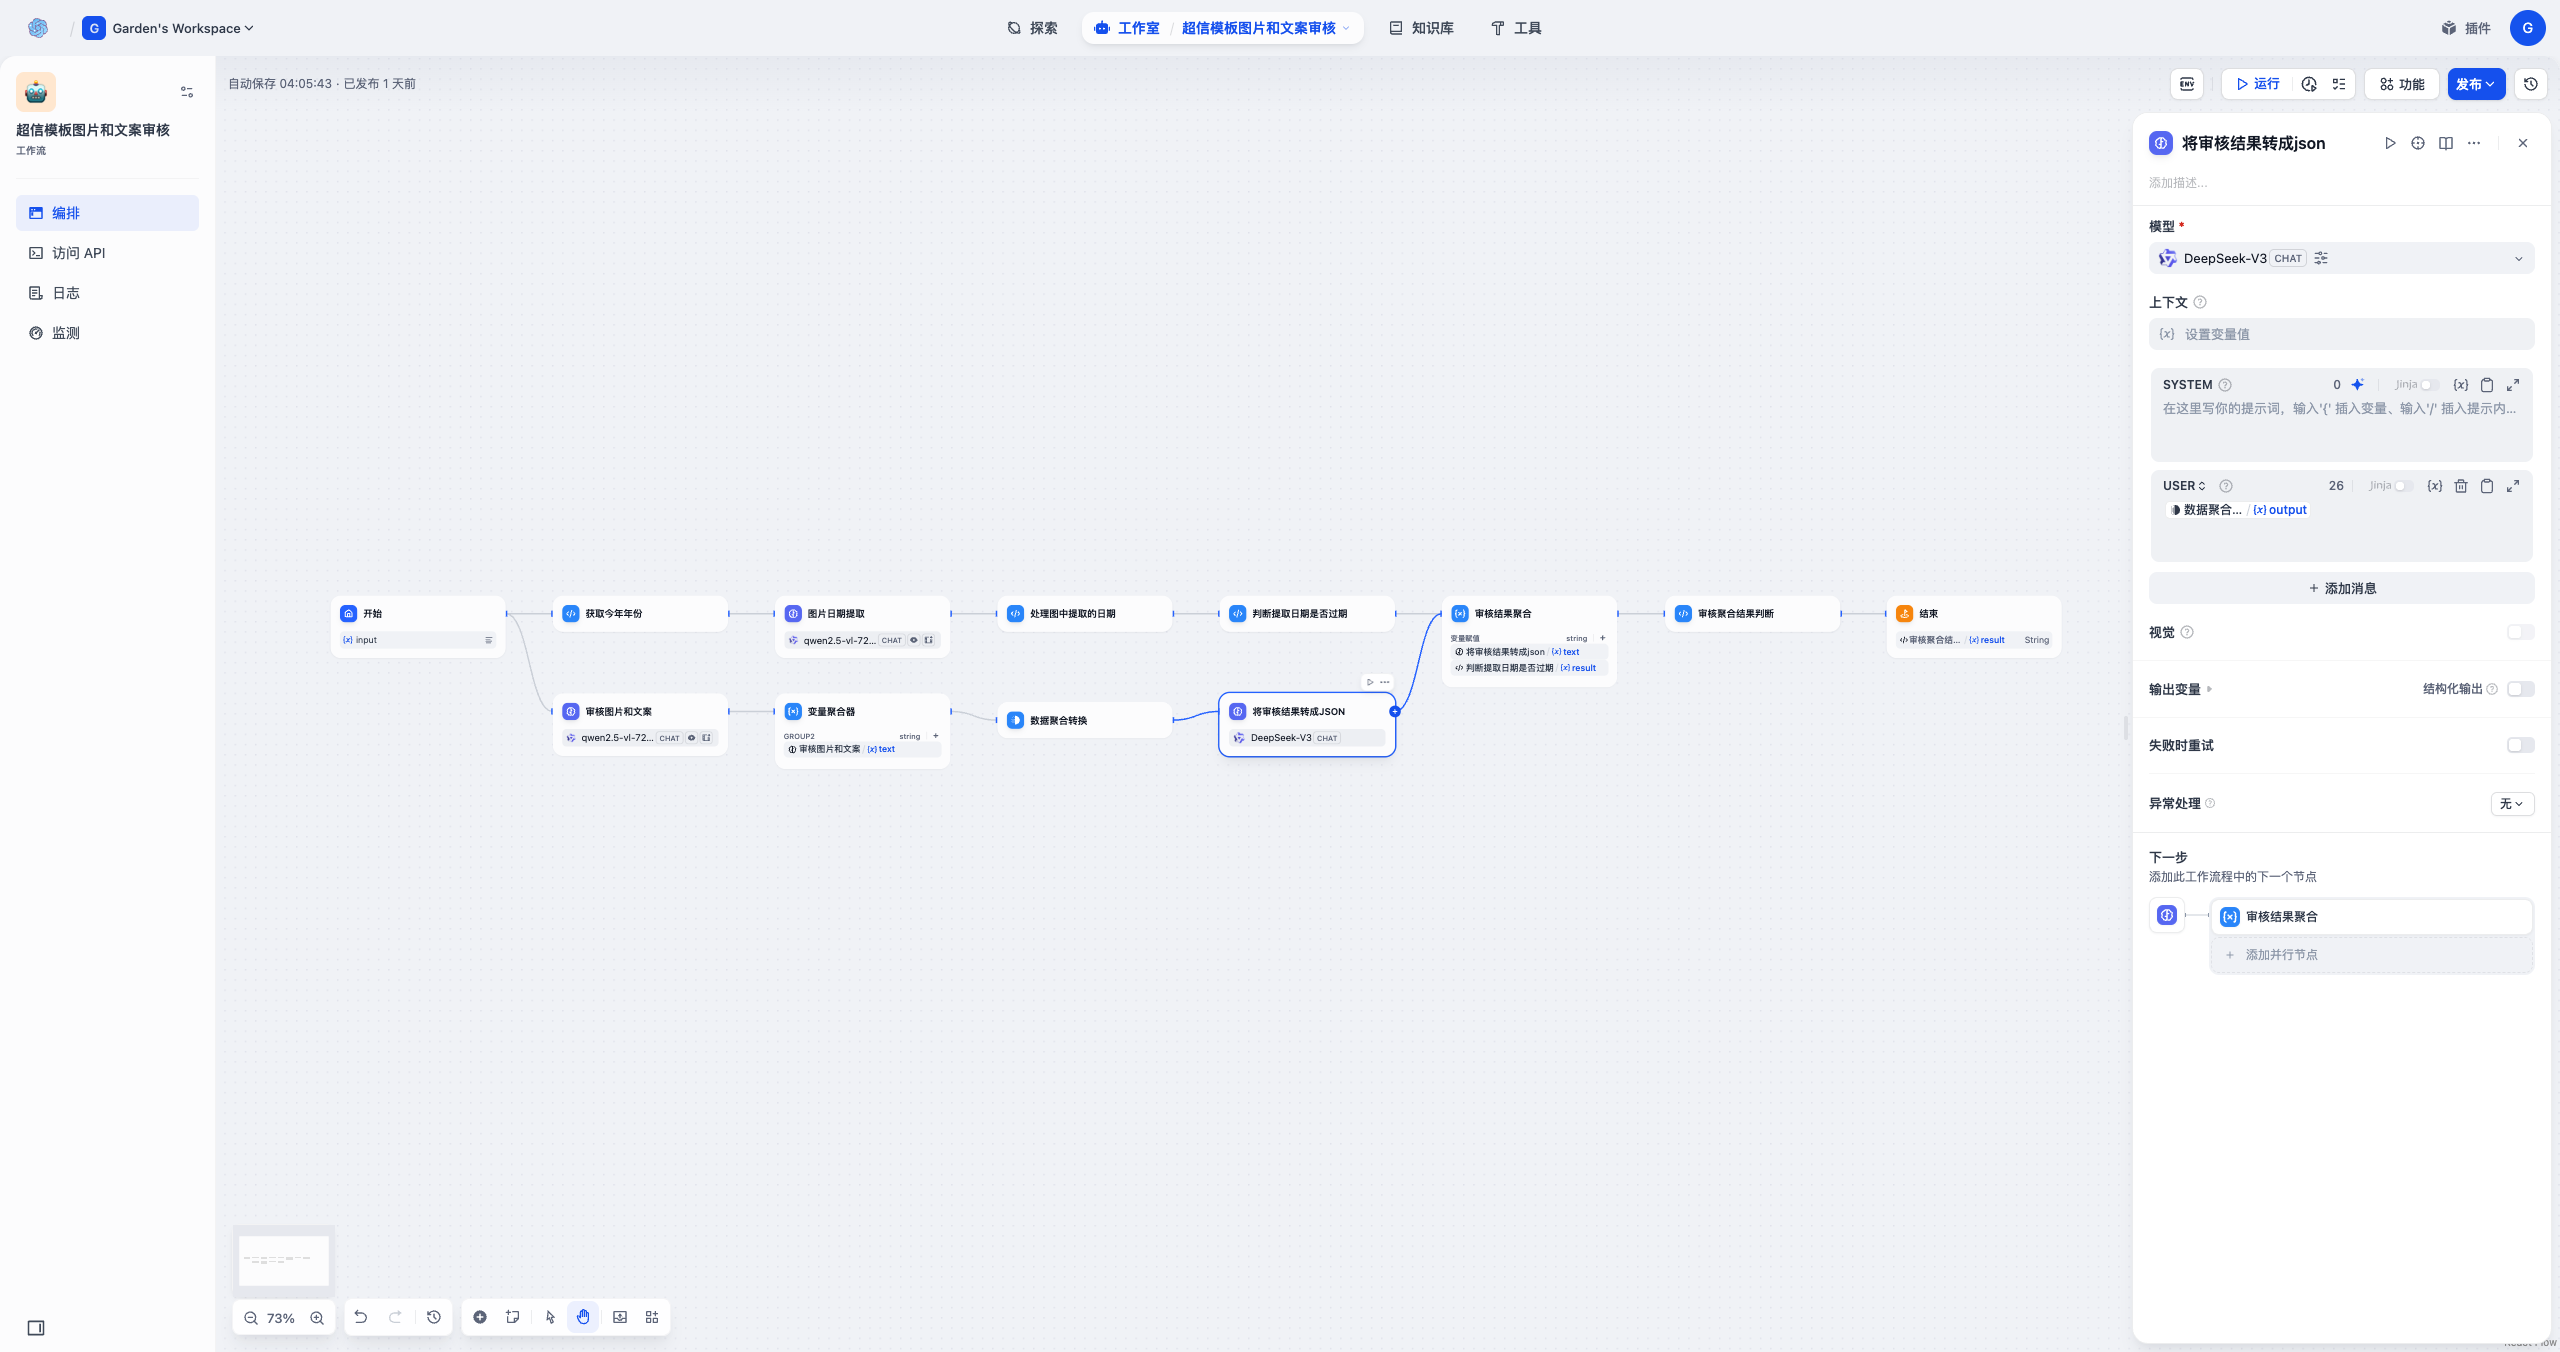 / G Garden's Workspace
探索
工作室 / 超信模板图片和文案审核
知识库
工具
插件
G
超信模板图片和文案审核
工作流
编排
访问 API
日志
监测
自动保存 04:05:43 · 已发布 1 天前
ENV
运行
功能
发布
开始
{x} input
获取今年年份
图片日期提取
qwen2.5-vl-72... CHAT
处理图中提取的日期
判断提取日期是否过期
审核结果聚合
变量赋值 string +
将审核结果转成json / {x} text
判断提取日期是否过期 / {x} result
审核聚合结果判断
结束
审核聚合结... / {x} result String
审核图片和文案
qwen2.5-vl-72... CHAT
变量聚合器
GROUP2 string +
审核图片和文案 / {x} text
数据聚合转换
将审核结果转成JSON
DeepSeek-V3 CHAT
73%
将审核结果转成json
添加描述...
模型 *
DeepSeek-V3 CHAT
上下文
{x} 设置变量值
SYSTEM 0 Jinja {x}
在这里写你的提示词，输入'{' 插入变量、输入'/' 插入提示内...
USER 26 Jinja {x}
数据聚合... / {x} output
+ 添加消息
视觉
输出变量 结构化输出
失败时重试
异常处理 无
下一步
添加此工作流程中的下一个节点
审核结果聚合
+ 添加并行节点